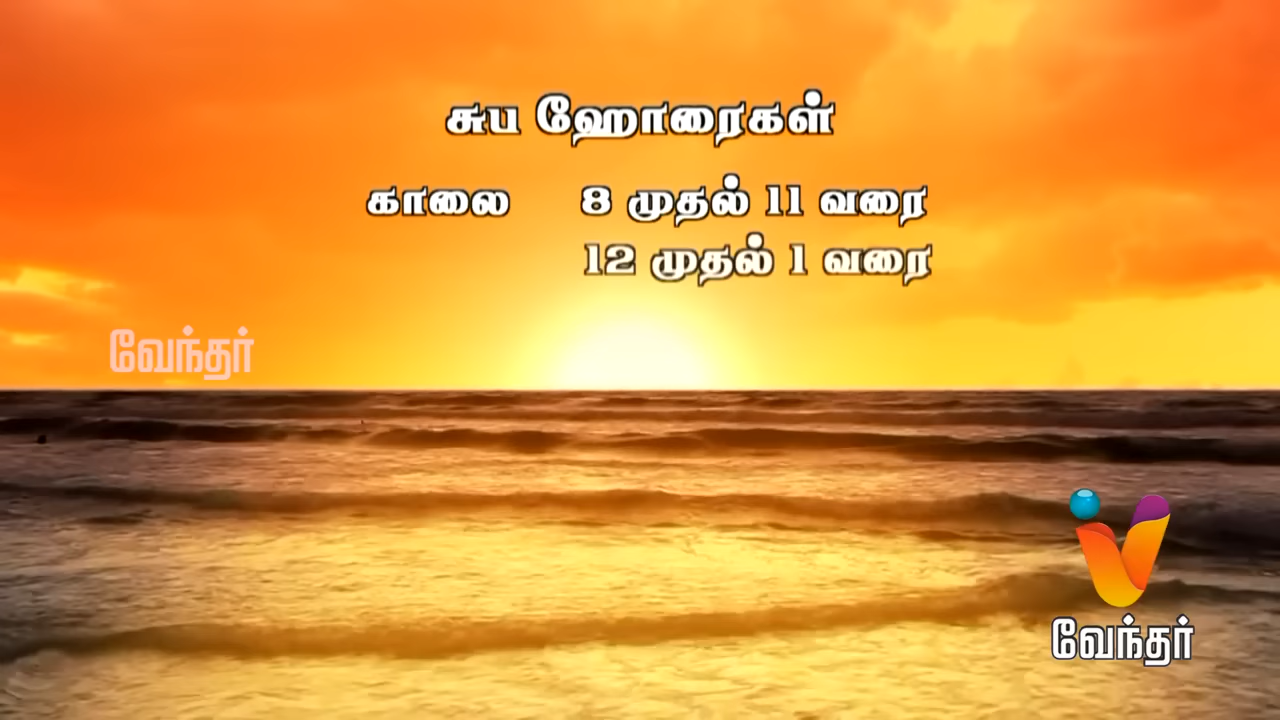 சுப ஹோரைகள்
காலை 8 முதல் 11 வரை
12 முதல் 1 வரை
வேந்தர்
வேந்தர்